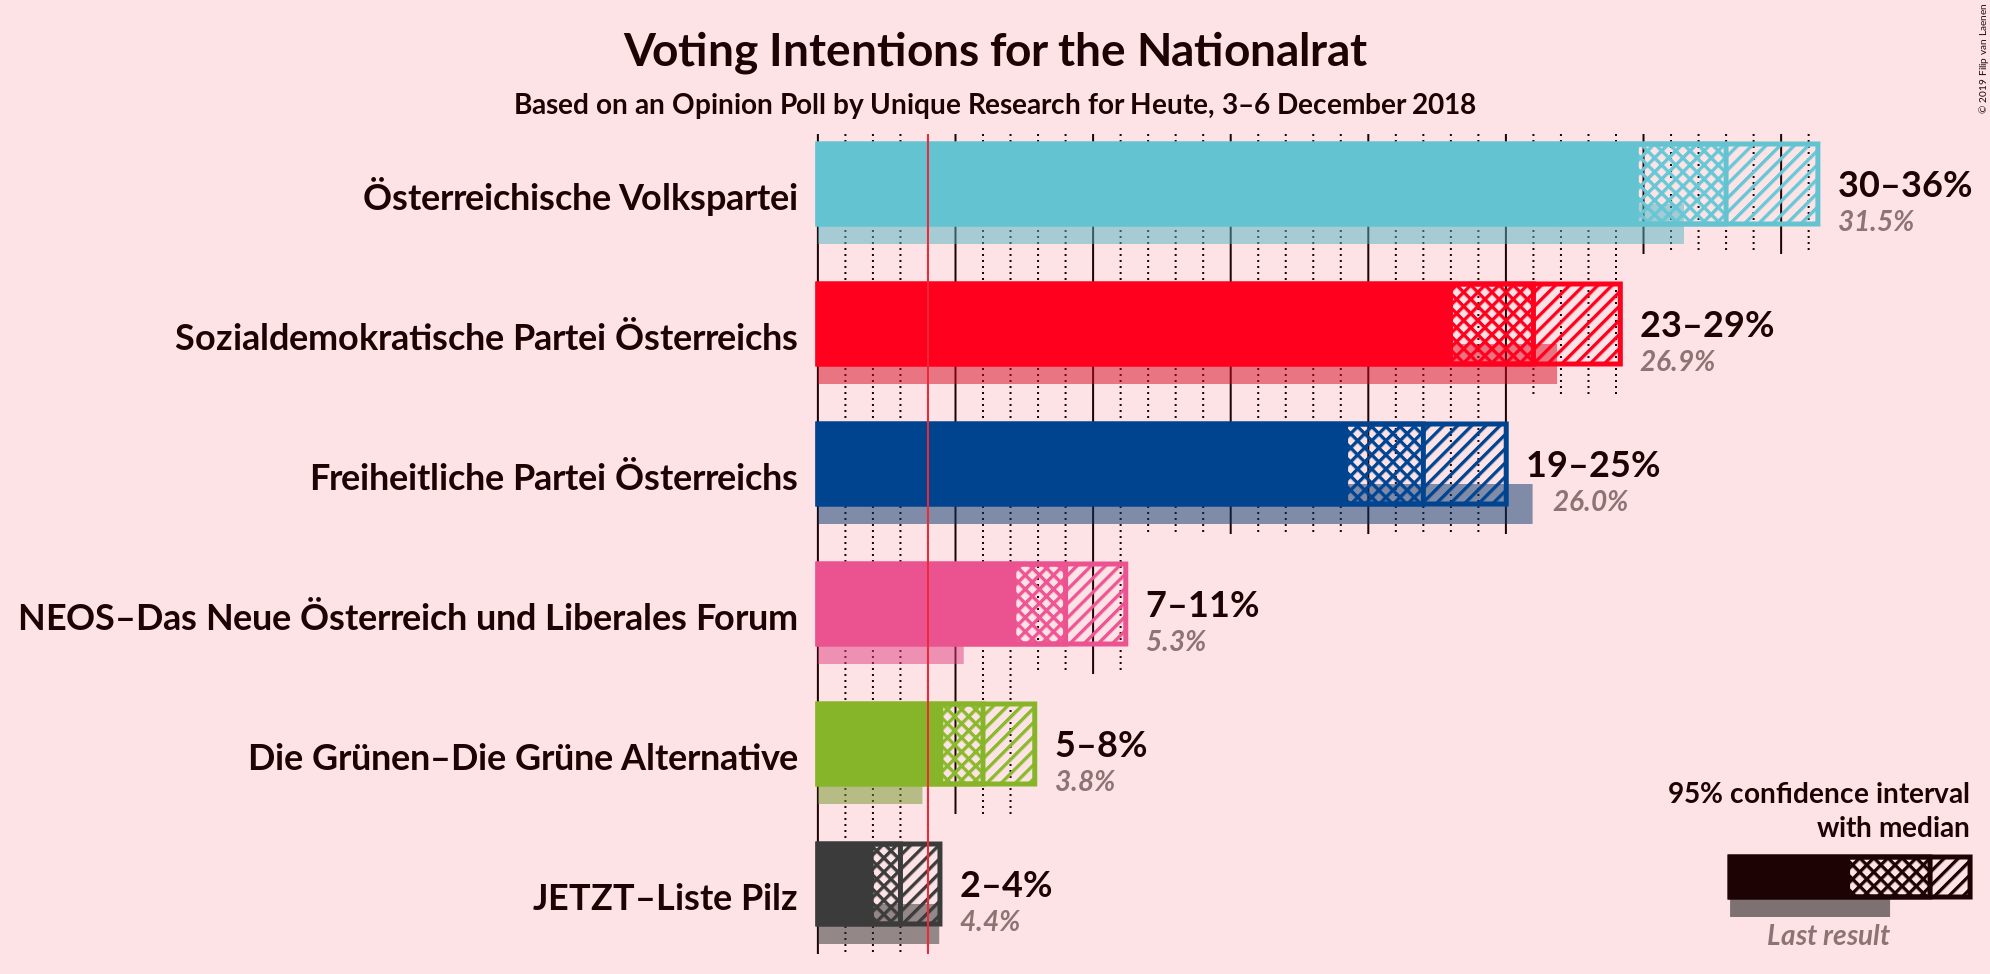 Voting Intentions for the Nationalrat
Based on an Opinion Poll by Unique Research for Heute, 3–6 December 2018
© 2019 Filip van Laenen
Österreichische Volkspartei
30–36%
31.5%
Sozialdemokratische Partei Österreichs
23–29%
26.9%
Freiheitliche Partei Österreichs
19–25%
26.0%
NEOS–Das Neue Österreich und Liberales Forum
7–11%
5.3%
Die Grünen–Die Grüne Alternative
5–8%
3.8%
JETZT–Liste Pilz
2–4%
4.4%
95% confidence interval
with median
Last result